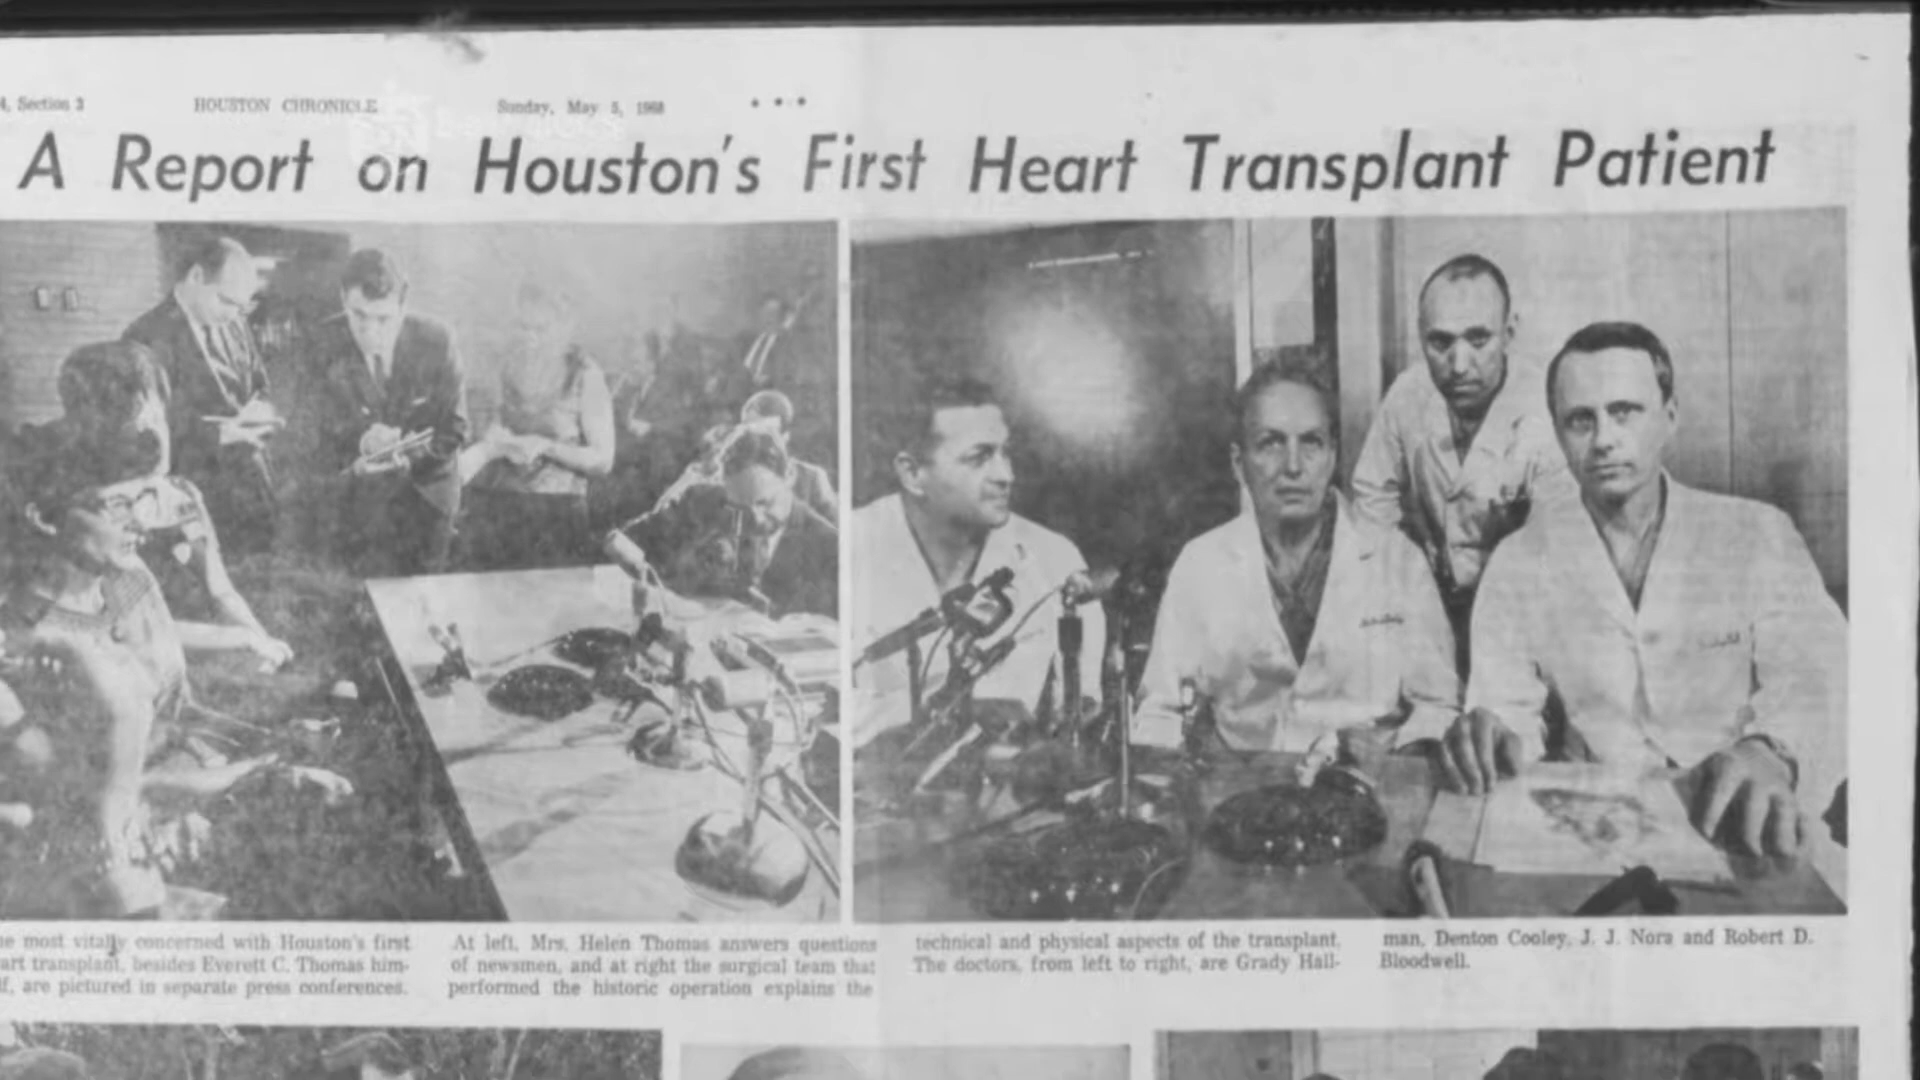 4, Section 3 HOUSTON CHRONICLE Sunday, May 5, 1968
A Report on Houston's First Heart Transplant Patient
e most vitally concerned with Houston's first
art transplant, besides Everett C. Thomas him-
lf, are pictured in separate press conferences.
At left, Mrs. Helen Thomas answers questions
of newsmen, and at right the surgical team that
performed the historic operation explains the
technical and physical aspects of the transplant.
The doctors, from left to right, are Grady Hall-
man, Denton Cooley, J. J. Nora and Robert D.
Bloodwell.